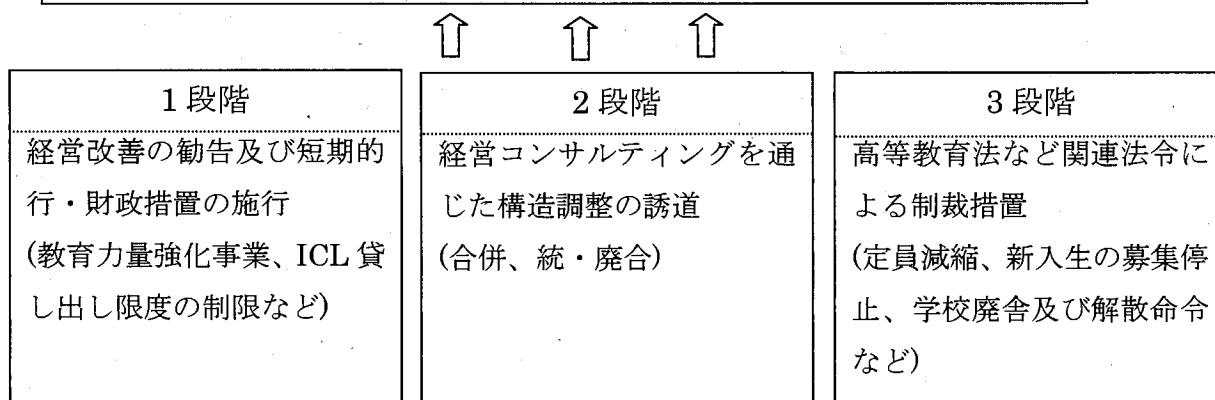 1段階
経営改善の勧告及び短期的
行・財政措置の施行
(教育力量強化事業、ICL 貸
し出し限度の制限など)
2段階
経営コンサルティングを通
じた構造調整の誘道
(合併、統・廃合)
3段階
高等教育法など関連法令に
よる制裁措置
(定員減縮、新入生の募集停
止、学校廃舎及び解散命令
など)